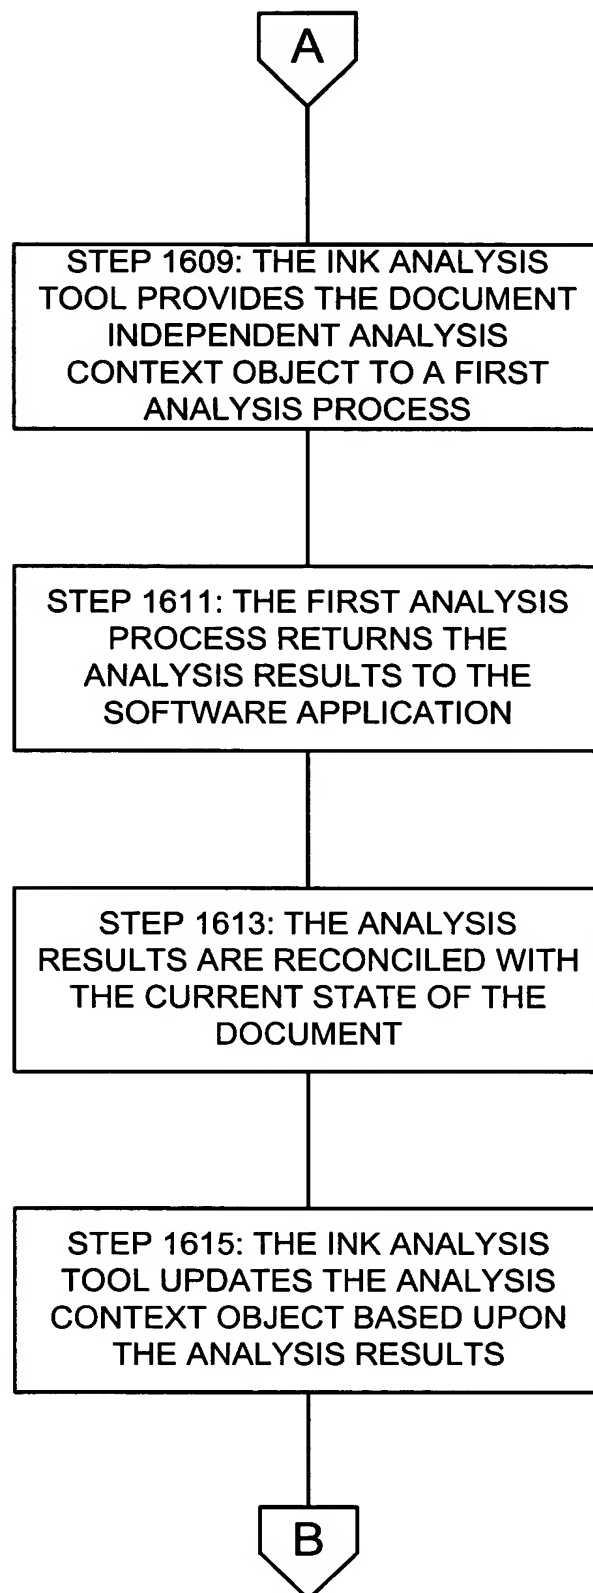 A
STEP 1609: THE INK ANALYSIS
TOOL PROVIDES THE DOCUMENT
INDEPENDENT ANALYSIS
CONTEXT OBJECT TO A FIRST
ANALYSIS PROCESS
STEP 1611: THE FIRST ANALYSIS
PROCESS RETURNS THE
ANALYSIS RESULTS TO THE
SOFTWARE APPLICATION
STEP 1613: THE ANALYSIS
RESULTS ARE RECONCILED WITH
THE CURRENT STATE OF THE
DOCUMENT
STEP 1615: THE INK ANALYSIS
TOOL UPDATES THE ANALYSIS
CONTEXT OBJECT BASED UPON
THE ANALYSIS RESULTS
B